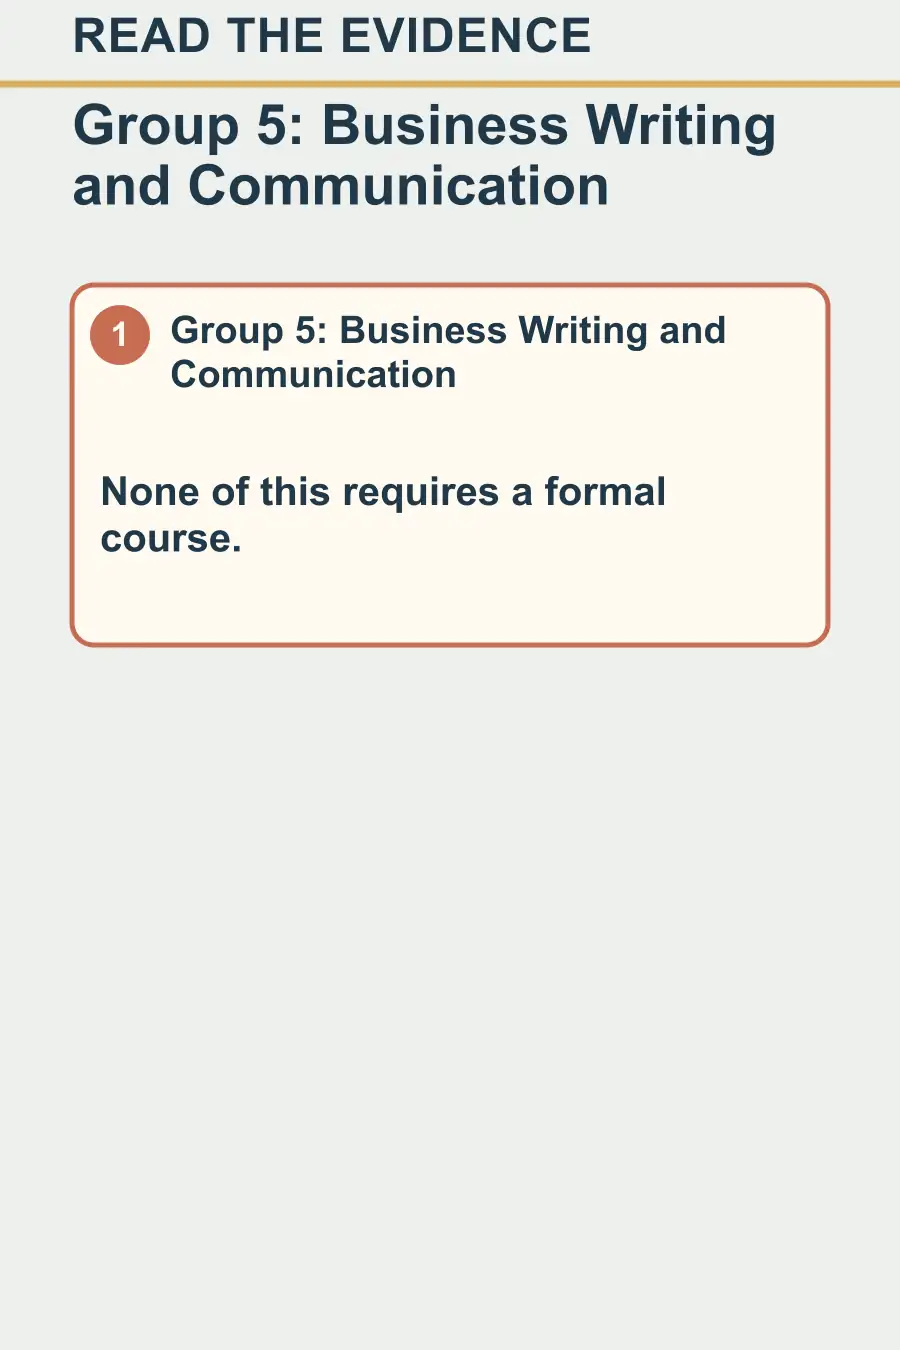 READ THE EVIDENCE
Group 5: Business Writing
and Communication
1
Group 5: Business Writing and
Communication
None of this requires a formal
course.